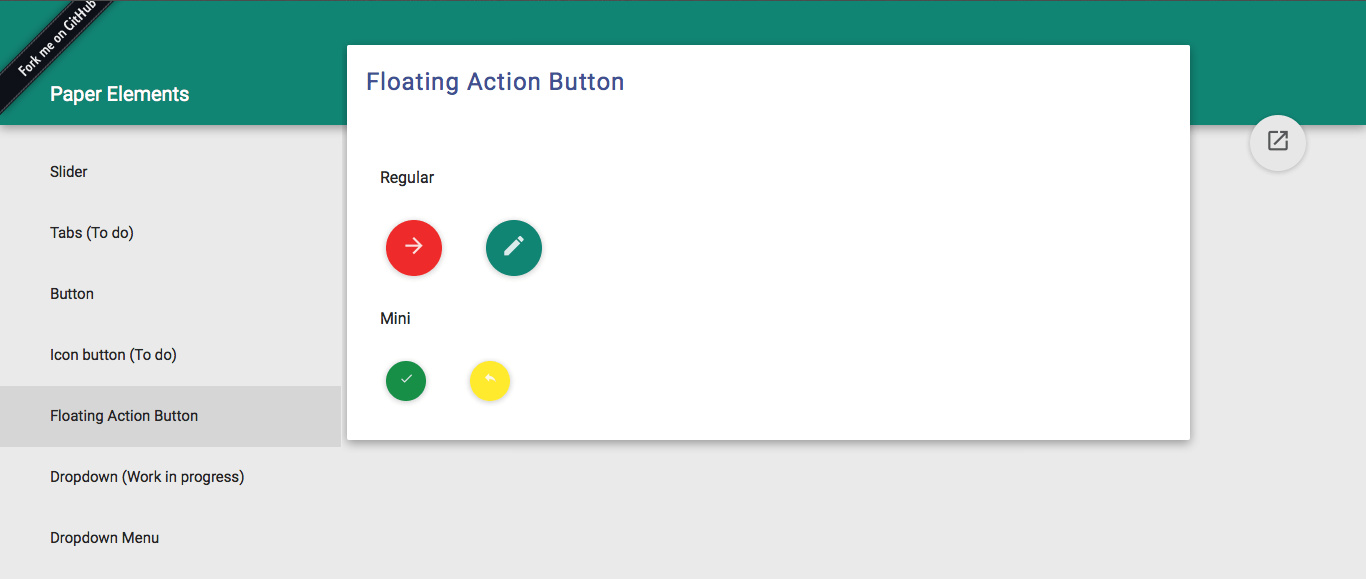 Fork me on GitHub
Paper Elements
Slider
Tabs (To do)
Button
Icon button (To do)
Floating Action Button
Dropdown (Work in progress)
Dropdown Menu
Floating Action Button
Regular
Mini